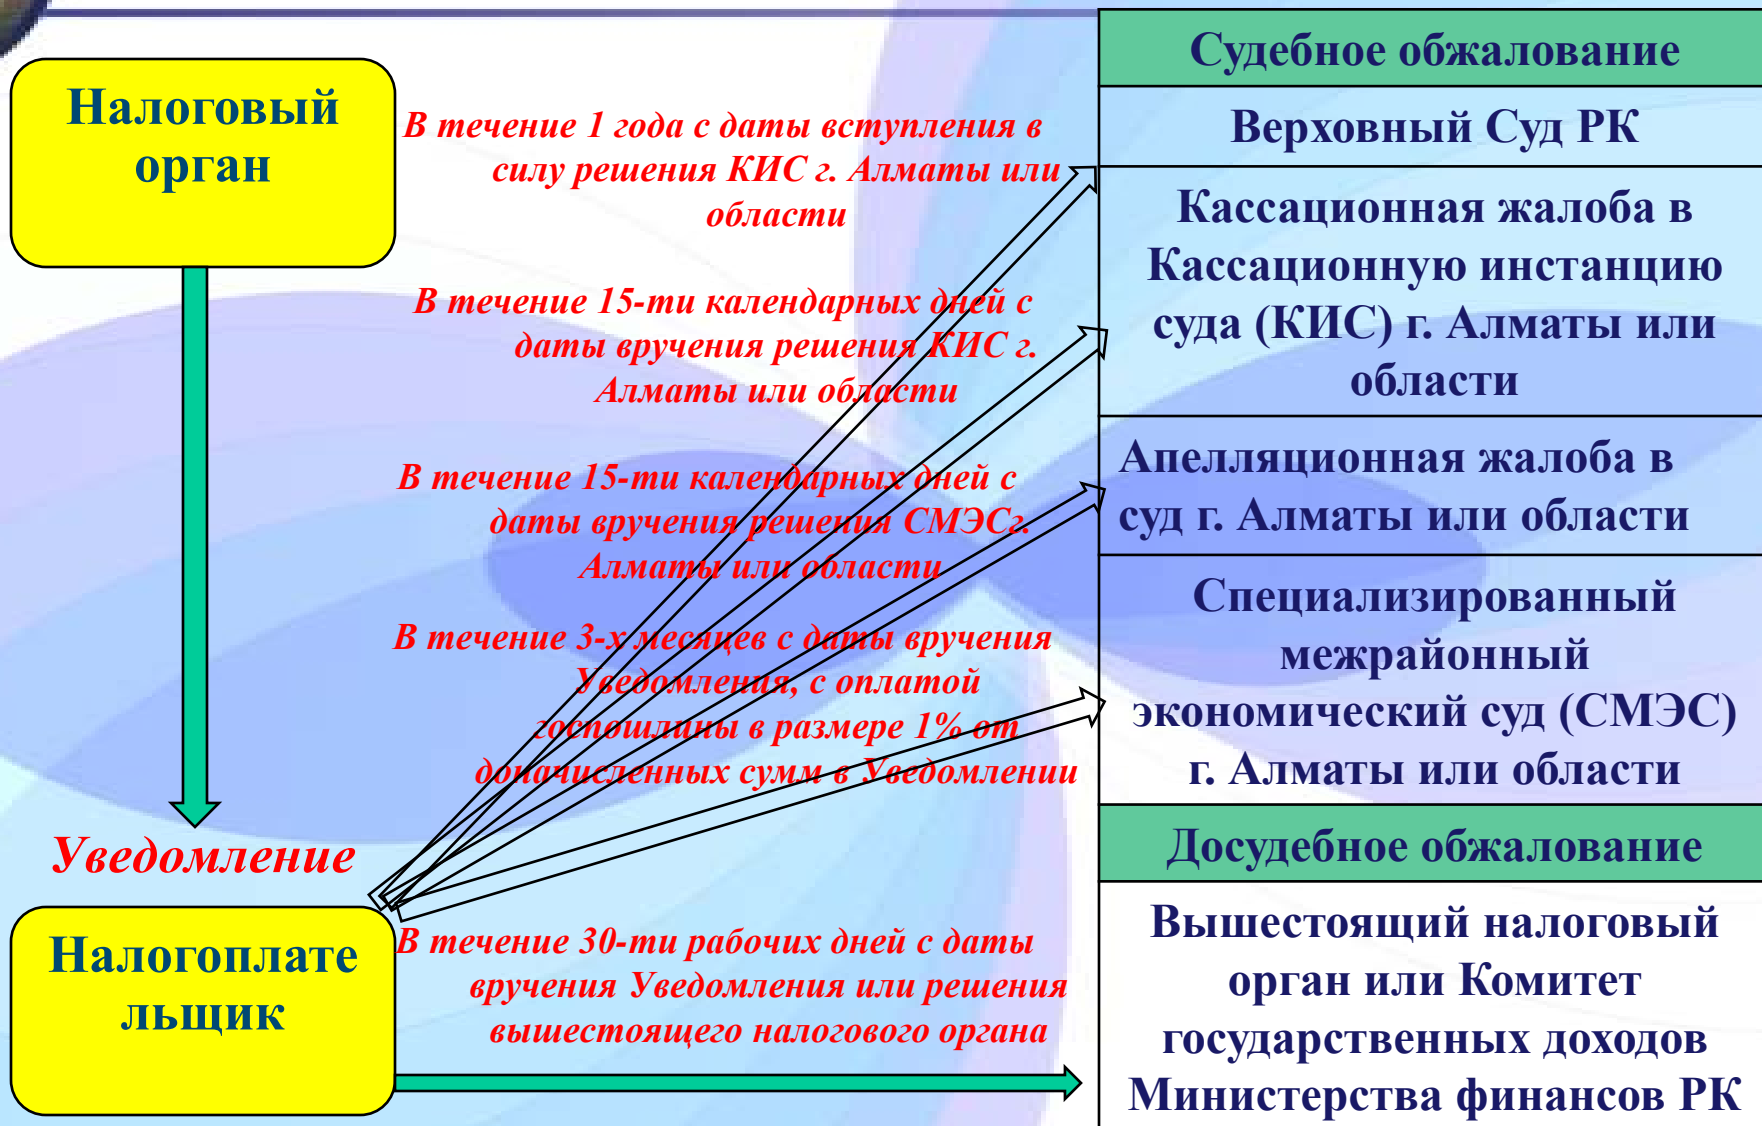 Налоговый
орган
Уведомление
Налогоплате
льщик
В течение 1 года с даты вступления в
силу решения КИС г. Алматы или
области
В течение 15-ти календарных дней с
даты вручения решения КИС г.
Алматы или области
В течение 15-ти календарных дней с
даты вручения решения СМЭСг.
Алматы или области
В течение 3-х месяцев с даты вручения
Уведомления, с оплатой
госпошлины в размере 1% от
доначисленных сумм в Уведомлении
В течение 30-ти рабочих дней с даты
вручения Уведомления или решения
вышестоящего налогового органа
Судебное обжалование
Верховный Суд РК
Кассационная жалоба в
Кассационную инстанцию
суда (КИС) г. Алматы или
области
Апелляционная жалоба в
суд г. Алматы или области
Специализированный
межрайонный
экономический суд (СМЭС)
г. Алматы или области
Досудебное обжалование
Вышестоящий налоговый
орган или Комитет
государственных доходов
Министерства финансов РК